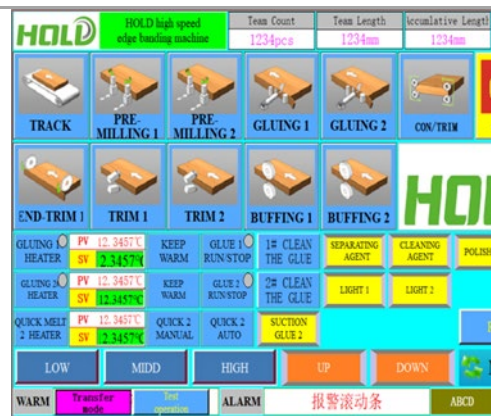 HOLD
HOLD high speed
edge banding machine
Team Count
1234pcs
Team Length
1234mm
Accumlative Length
1234mm
TRACK
PRE-
MILLING 1
PRE-
MILLING 2
GLUING 1
GLUING 2
CON/TRIM
END-TRIM 1
TRIM 1
TRIM 2
BUFFING 1
BUFFING 2
HOL
GLUING 1
HEATER
PV 12.3457℃
SV 2.3457℃
KEEP
WARM
GLUE 1
RUN/STOP
1# CLEAN
THE GLUE
SEPARATING
AGENT
CLEANING
AGENT
POLISH
GLUING 2
HEATER
PV 12.3457℃
SV 12.3457℃
KEEP
WARM
GLUE 2
RUN/STOP
2# CLEAN
THE GLUE
LIGHT 1
LIGHT 2
QUICK MELT
2 HEATER
PV 12.3457℃
SV 2.3457℃
QUICK 2
MANUAL
QUICK 2
AUTO
SUCTION
GLUE 2
LOW
MIDD
HIGH
UP
DOWN
WARM
Transfer
mode
Test
operation
ALARM
报警滚动条
ABCD